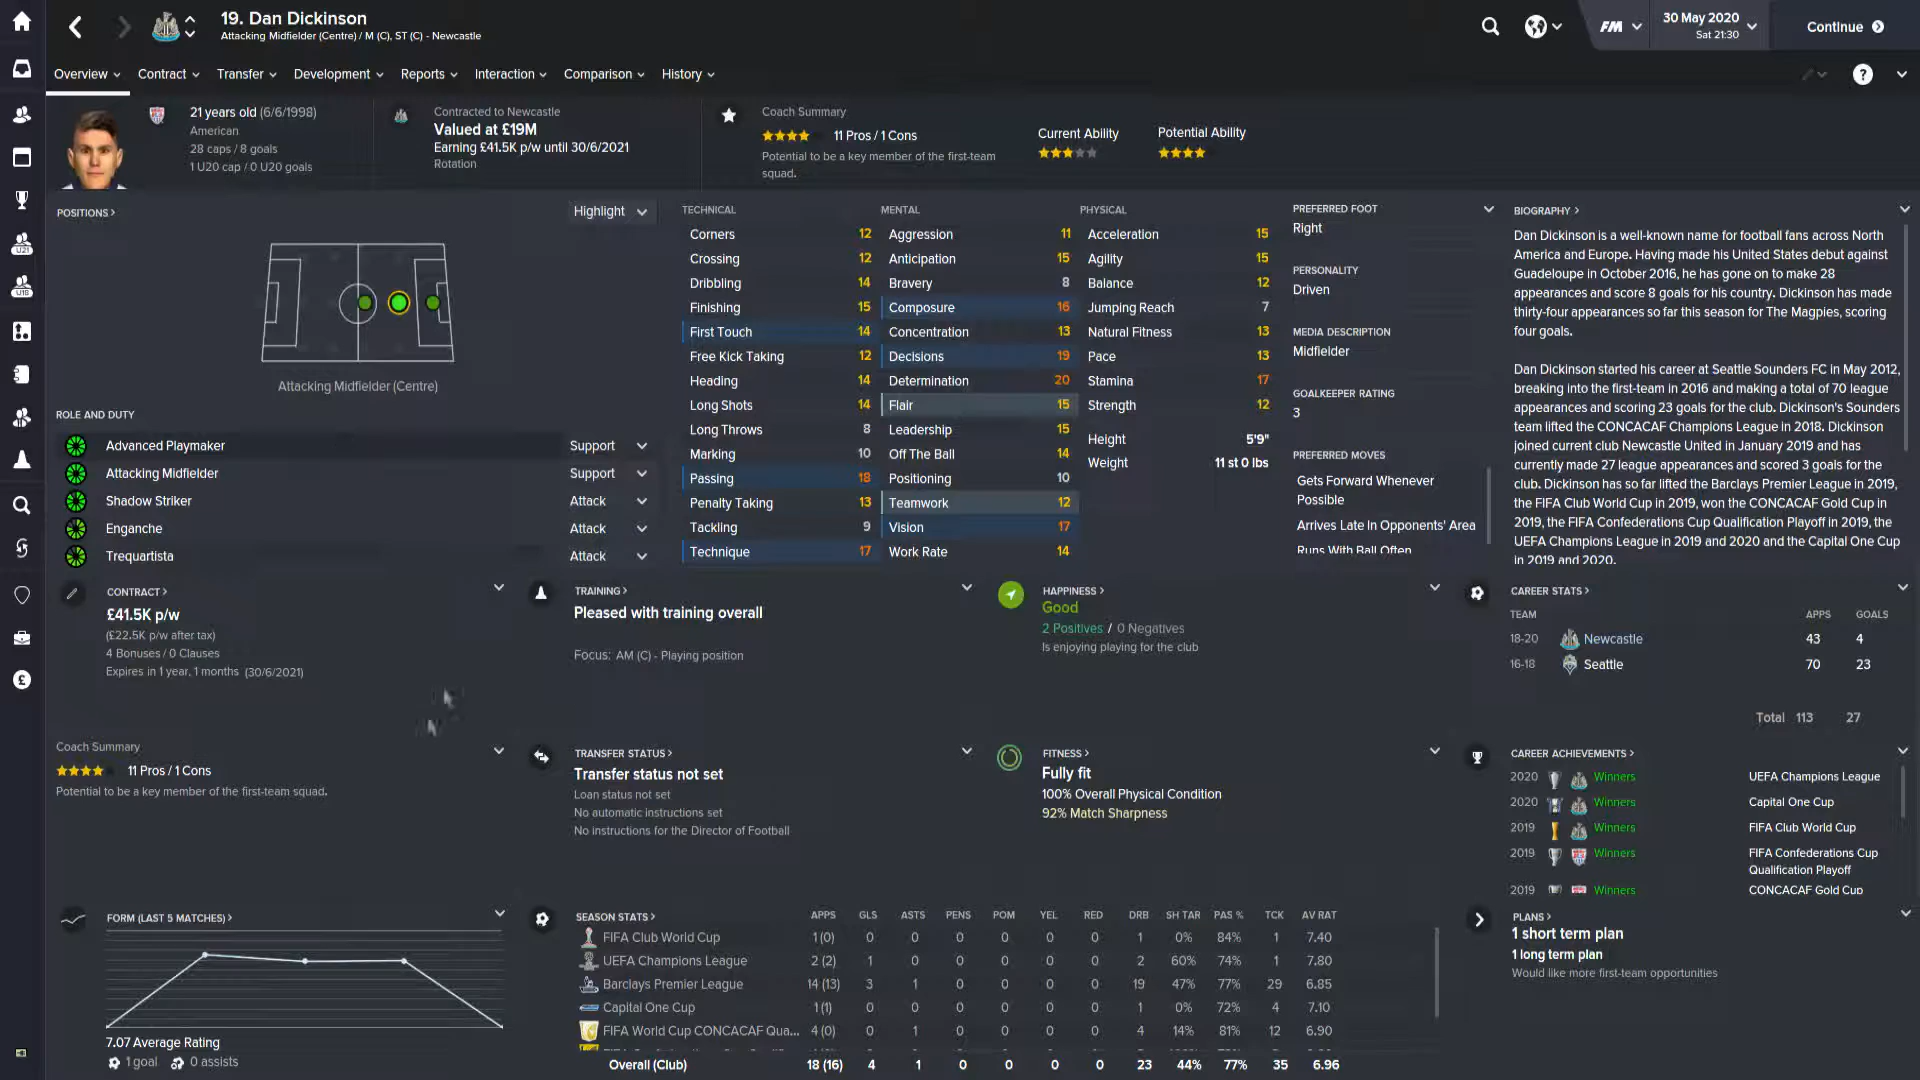 19. Dan Dickinson
Attacking Midfielder (Centre) / M (C), ST (C) - Newcastle
FM
30 May 2020
Sat 21:30
Continue
Overview
Contract
Transfer
Development
Reports
Interaction
Comparison
History
?
21 years old (6/6/1998)
American
28 caps / 8 goals
1 U20 cap / 0 U20 goals
Contracted to Newcastle
Valued at £19M
Earning £41.5K p/w until 30/6/2021
Rotation
Coach Summary
11 Pros / 1 Cons
Potential to be a key member of the first-team
squad.
Current Ability
Potential Ability
POSITIONS >
Highlight
Attacking Midfielder (Centre)
ROLE AND DUTY
Advanced Playmaker Support
Attacking Midfielder Support
Shadow Striker Attack
Enganche Attack
Trequartista Attack
TECHNICAL
Corners 12
Crossing 12
Dribbling 14
Finishing 15
First Touch 14
Free Kick Taking 12
Heading 14
Long Shots 14
Long Throws 8
Marking 10
Passing 18
Penalty Taking 13
Tackling 9
Technique 17
MENTAL
Aggression 11
Anticipation 15
Bravery 8
Composure 16
Concentration 13
Decisions 19
Determination 20
Flair 15
Leadership 15
Off The Ball 14
Positioning 10
Teamwork 12
Vision 17
Work Rate 14
PHYSICAL
Acceleration 15
Agility 15
Balance 12
Jumping Reach 7
Natural Fitness 13
Pace 13
Stamina 17
Strength 12
Height 5'9"
Weight 11 st 0 lbs
PREFERRED FOOT
Right
PERSONALITY
Driven
MEDIA DESCRIPTION
Midfielder
GOALKEEPER RATING
3
PREFERRED MOVES
Gets Forward Whenever
Possible
Arrives Late In Opponents' Area
Runs With Ball Often
BIOGRAPHY >
Dan Dickinson is a well-known name for football fans across North
America and Europe. Having made his United States debut against
Guadeloupe in October 2016, he has gone on to make 28
appearances and score 8 goals for his country. Dickinson has made
thirty-four appearances so far this season for The Magpies, scoring
four goals.
Dan Dickinson started his career at Seattle Sounders FC in May 2012,
breaking into the first-team in 2016 and making a total of 70 league
appearances and scoring 23 goals for the club. Dickinson's Sounders
team lifted the CONCACAF Champions League in 2018. Dickinson
joined current club Newcastle United in January 2019 and has
currently made 27 league appearances and scored 3 goals for the
club. Dickinson has so far lifted the Barclays Premier League in 2019,
the FIFA Club World Cup in 2019, won the CONCACAF Gold Cup in
2019, the FIFA Confederations Cup Qualification Playoff in 2019, the
UEFA Champions League in 2019 and 2020 and the Capital One Cup
in 2019 and 2020.
CONTRACT >
£41.5K p/w
(£22.5K p/w after tax)
4 Bonuses / 0 Clauses
Expires in 1 year, 1 months (30/6/2021)
TRAINING >
Pleased with training overall
Focus: AM (C) - Playing position
HAPPINESS >
Good
2 Positives / 0 Negatives
Is enjoying playing for the club
CAREER STATS >
TEAM APPS GOALS
18-20 Newcastle 43 4
16-18 Seattle 70 23
Total 113 27
Coach Summary
11 Pros / 1 Cons
Potential to be a key member of the first-team squad.
TRANSFER STATUS >
Transfer status not set
Loan status not set
No automatic instructions set
No instructions for the Director of Football
FITNESS >
Fully fit
100% Overall Physical Condition
92% Match Sharpness
CAREER ACHIEVEMENTS >
2020 Winners UEFA Champions League
2020 Winners Capital One Cup
2019 Winners FIFA Club World Cup
2019 Winners FIFA Confederations Cup
Qualification Playoff
2019 Winners CONCACAF Gold Cup
FORM (LAST 5 MATCHES) >
7.07 Average Rating
1 goal 0 assists
SEASON STATS > APPS GLS ASTS PENS POM YEL RED DRB SH TAR PAS % TCK AV RAT
FIFA Club World Cup 1 (0) 0 0 0 0 0 0 1 0% 84% 1 7.40
UEFA Champions League 2 (2) 1 0 0 0 0 0 2 60% 74% 1 7.80
Barclays Premier League 14 (13) 3 1 0 0 0 0 19 47% 77% 29 6.85
Capital One Cup 1 (1) 0 0 0 0 0 0 1 0% 72% 4 7.10
FIFA World Cup CONCACAF Qua... 4 (0) 0 1 0 0 0 0 4 14% 81% 12 6.90
Overall (Club) 18 (16) 4 1 0 0 0 0 23 44% 77% 35 6.96
PLANS >
1 short term plan
1 long term plan
Would like more first-team opportunities